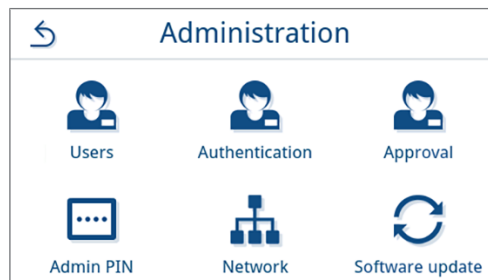 Administration
Users
Authentication
Approval
Admin PIN
Network
Software update